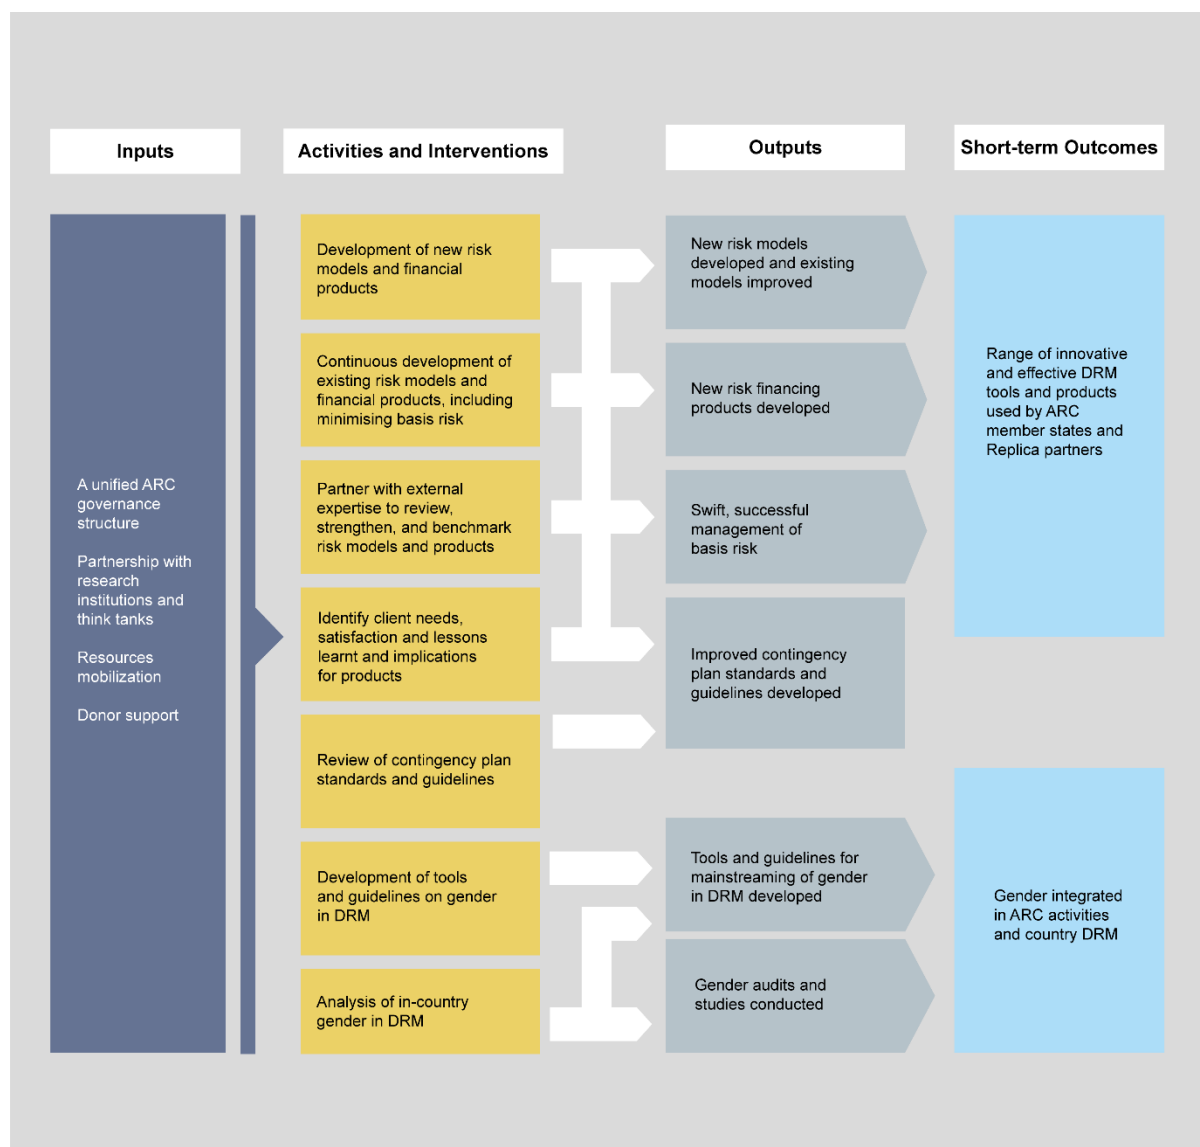 Inputs
Activities and Interventions
Outputs
Short-term Outcomes
A unified ARC
governance
structure
Partnership with
research
institutions and
think tanks
Resources
mobilization
Donor support
Development of new risk
models and financial
products
Continuous development of
existing risk models and
financial products, including
minimising basis risk
Partner with external
expertise to review,
strengthen, and benchmark
risk models and products
Identify client needs,
satisfaction and lessons
learnt and implications
for products
Review of contingency plan
standards and guidelines
Development of tools
and guidelines on gender
in DRM
Analysis of in-country
gender in DRM
New risk models
developed and existing
models improved
New risk financing
products developed
Swift, successful
management of
basis risk
Improved contingency
plan standards and
guidelines developed
Tools and guidelines for
mainstreaming of gender
in DRM developed
Gender audits and
studies conducted
Range of innovative
and effective DRM
tools and products
used by ARC
member states and
Replica partners
Gender integrated
in ARC activities
and country DRM